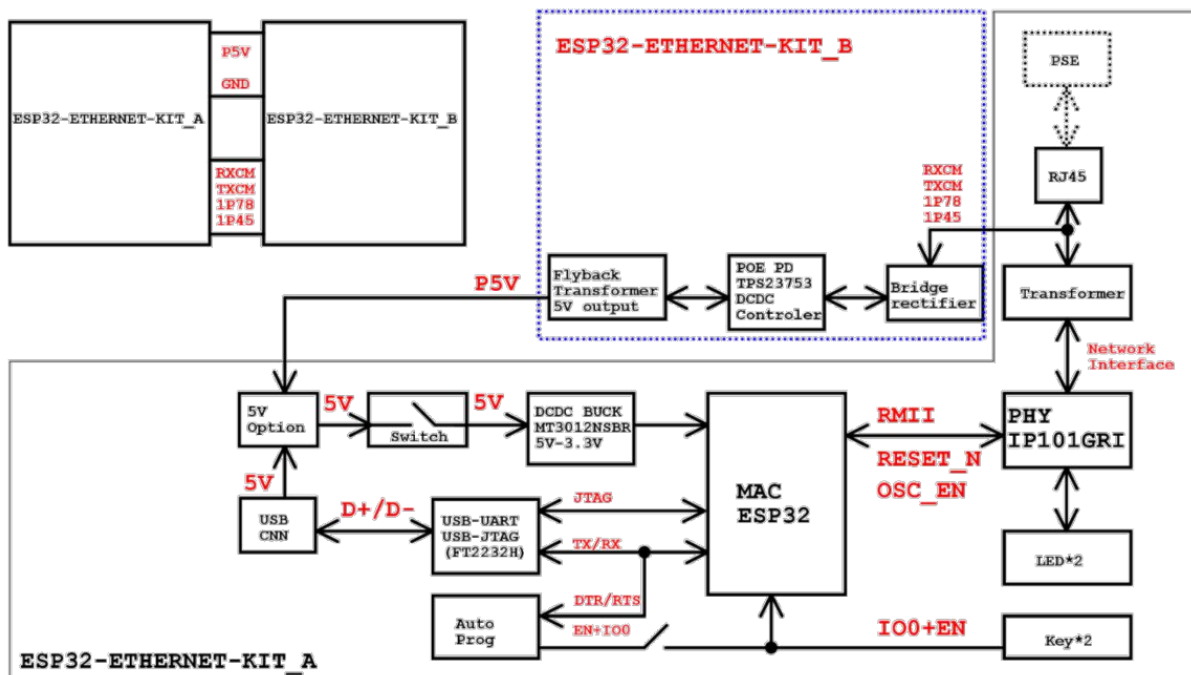 P5V
GND
ESP32-ETHERNET-KIT_A
ESP32-ETHERNET-KIT_B
RXCM
TXCM
1P78
1P45
ESP32-ETHERNET-KIT_B
PSE
RJ45
RXCM
TXCM
1P78
1P45
P5V
Flyback
Transformer
5V output
POE PD
TPS23753
DCDC
Controler
Bridge
rectifier
Transformer
Network
Interface
5V
Option
5V
Switch
5V
DCDC BUCK
MT3012NSBR
5V-3.3V
MAC
ESP32
RMII
RESET_N
OSC_EN
PHY
IP101GRI
5V
USB
CNN
D+/D-
USB-UART
USB-JTAG
(FT2232H)
JTAG
TX/RX
LED*2
DTR/RTS
Auto
Prog
EN+IO0
IO0+EN
Key*2
ESP32-ETHERNET-KIT_A